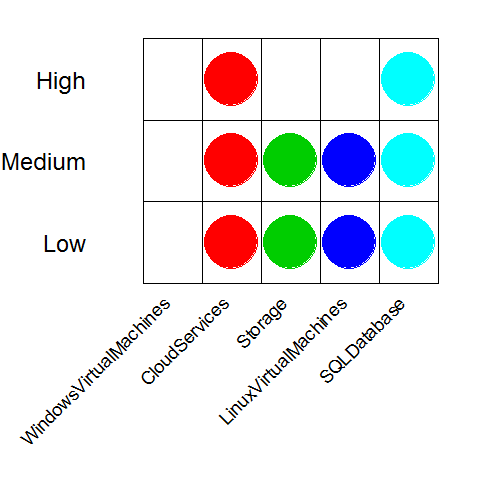 High
Medium
Low
WindowsVirtualMachines
CloudServices
Storage
LinuxVirtualMachines
SQLDatabase